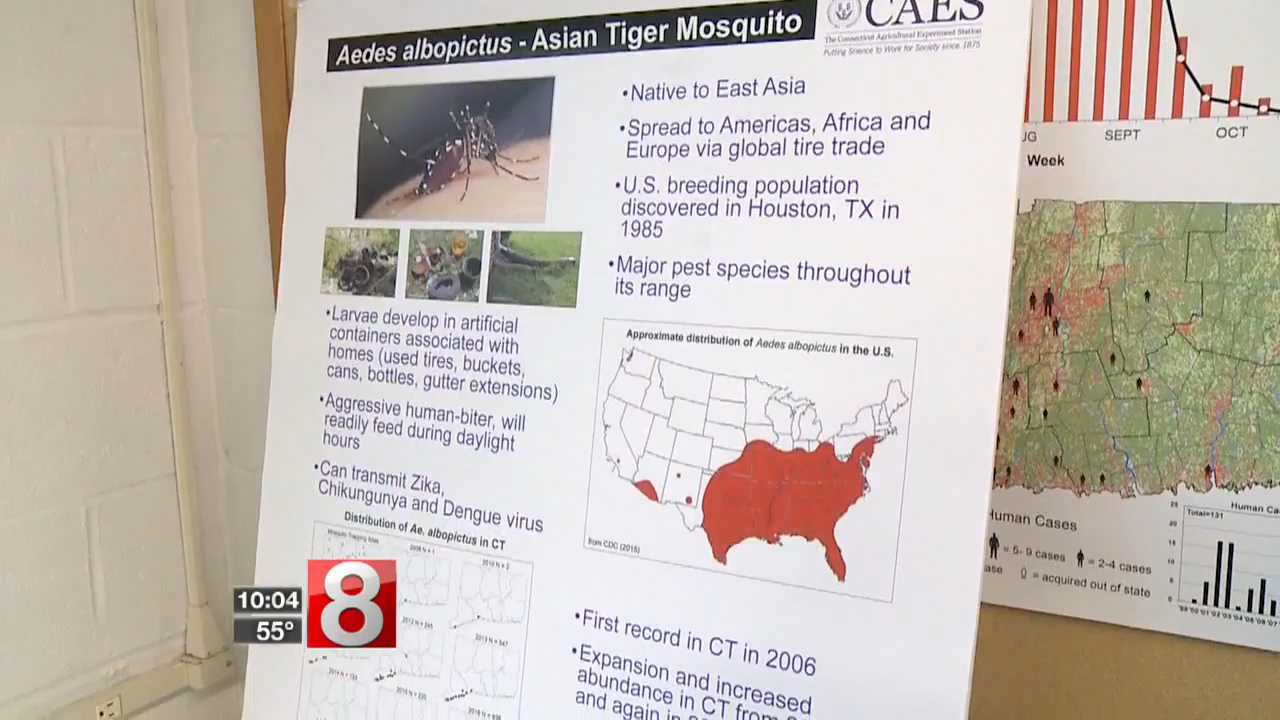 Aedes albopictus - Asian Tiger Mosquito
CAES
The Connecticut Agricultural Experiment Station
Putting Science to Work for Society since 1875
•Native to East Asia
•Spread to Americas, Africa and
Europe via global tire trade
•U.S. breeding population
discovered in Houston, TX in
1985
•Major pest species throughout
its range
•Larvae develop in artificial
containers associated with
homes (used tires, buckets,
cans, bottles, gutter extensions)
•Aggressive human-biter, will
readily feed during daylight
hours
•Can transmit Zika,
Chikungunya and Dengue virus
Distribution of Ae. albopictus in CT
Mosquito Trapping Sites
Approximate distribution of Aedes albopictus in the U.S.
from CDC (2015)
•First record in CT in 2006
•Expansion and increased
abundance in CT from
and again in
SEPT
OCT
Week
Human Cases
= 5- 9 cases
= 2-4 cases
= acquired out of state
Total=131
Human Ca
10:04
55°
8